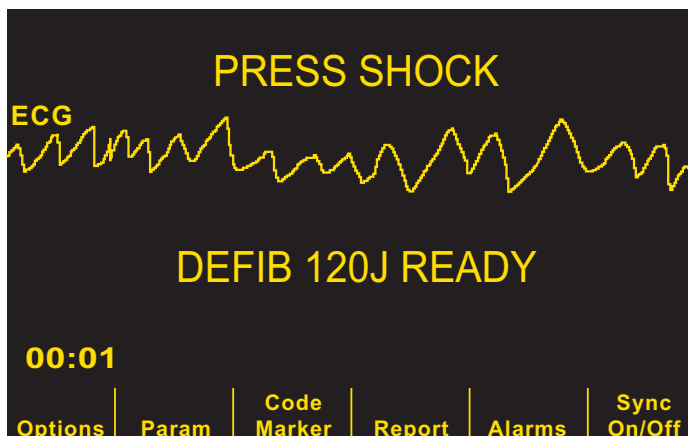 PRESS SHOCK
ECG
DEFIB 120J READY
00:01
Code Sync
Options Param Marker Report Alarms On/Off